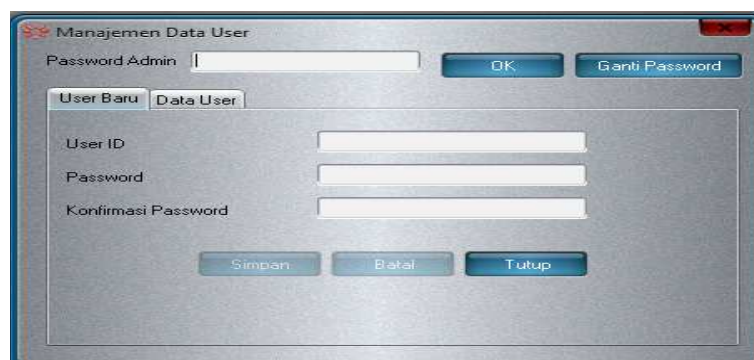 Manajemen Data User
Password Admin OK Ganti Password
User Baru Data User
User ID
Password
Konfirmasi Password
Simpan Batal Tutup